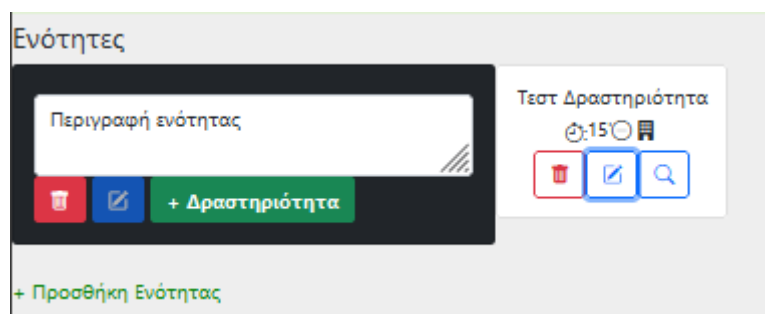 Ενότητες
Περιγραφή ενότητας
+ Δραστηριότητα
Τεστ Δραστηριότητα
:15'
+ Προσθήκη Ενότητας